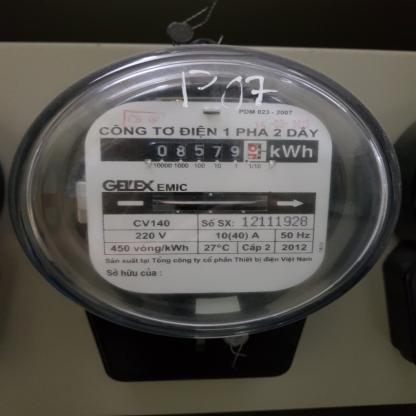 P07
PDM 023 - 2007
CÔNG TƠ ĐIỆN 1 PHA 2 DÂY
08579 kWh
10000 1000 100 10 1 1/10
GELEX EMIC
CV140 Số SX: 12111928
220 V 10(40) A 50 Hz
450 vòng/kWh 27°C Cấp 2 2012
Sản xuất tại Tổng công ty cổ phần Thiết bị điện Việt Nam
Sở hữu của :